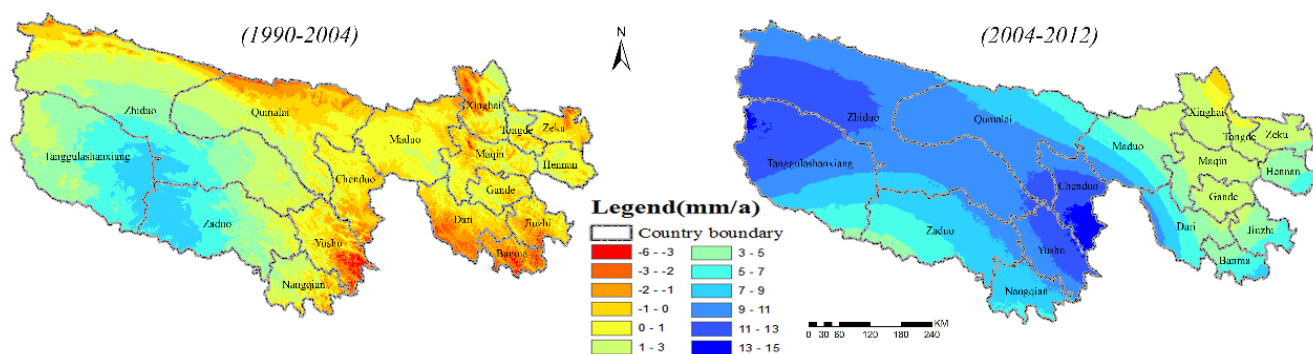 (1990-2004)
N
(2004-2012)
Zhiduo
Qumalai
Xinghai
Tongde
Zeku
Maduo
Maqin
Hennan
Tanggulashanxiang
Chenduo
Gande
Zaduo
Dari
Jiuzhi
Yushu
Banma
Nangqian
Xinghai
Qumalai
Tongde
Zeku
Zhiduo
Maduo
Maqin
Hennan
Tanggulashanxiang
Chenduo
Gande
Zaduo
Dari
Jiuzhi
Yushu
Banma
Nangqian
Legend(mm/a)
Country boundary
-6 - -3
3 - 5
-3 - -2
5 - 7
-2 - -1
7 - 9
-1 - 0
9 - 11
0 - 1
11 - 13
1 - 3
13 - 15
KM
0 30 60 120 180 240